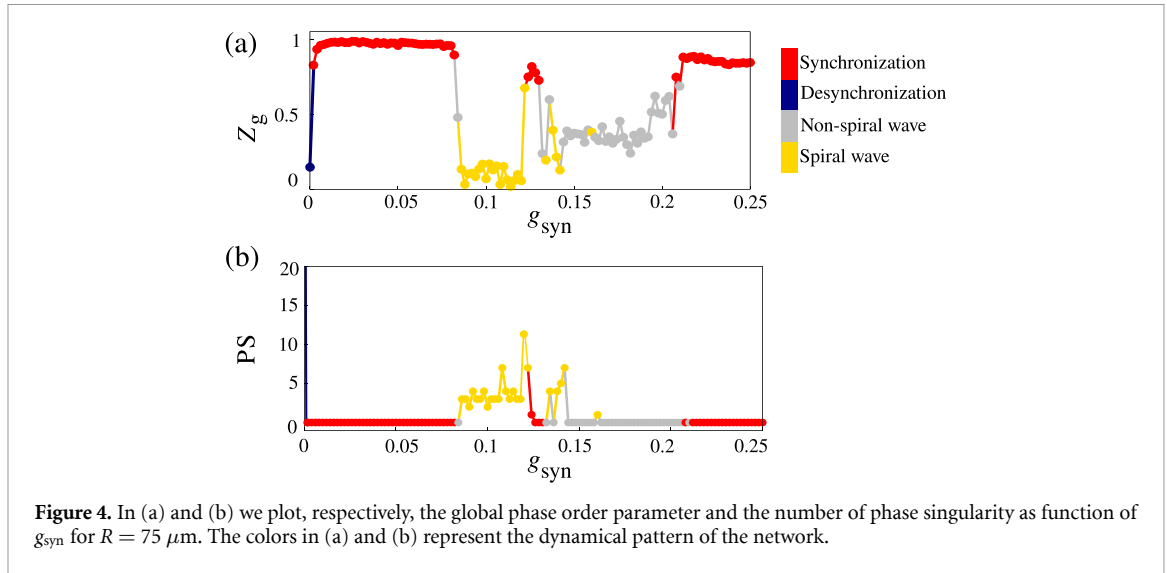 (a)
1
0.5
0
Z_g
0
0.05
0.1
0.15
0.2
0.25
g_syn
Synchronization
Desynchronization
Non-spiral wave
Spiral wave
(b)
20
15
10
5
0
PS
0
0.05
0.1
0.15
0.2
0.25
g_syn
Figure 4. In (a) and (b) we plot, respectively, the global phase order parameter and the number of phase singularity as function of
g_syn for R = 75 μm. The colors in (a) and (b) represent the dynamical pattern of the network.